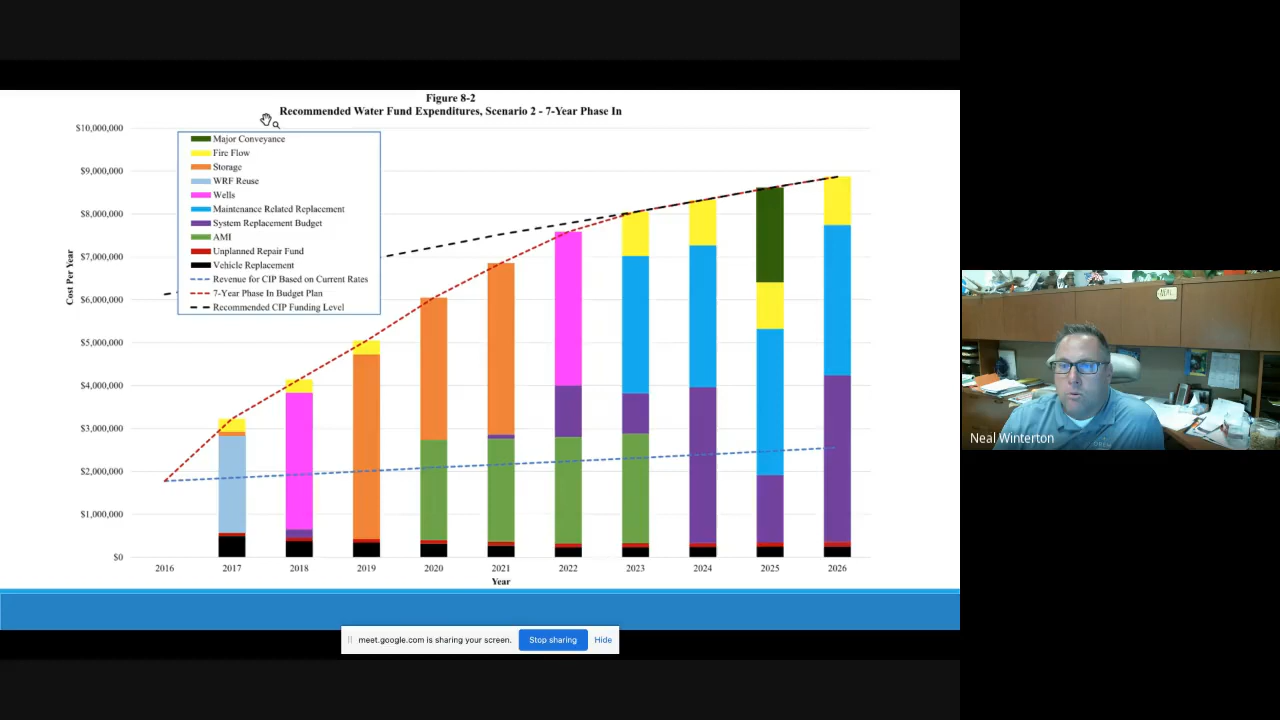 Figure 8-2
Recommended Water Fund Expenditures, Scenario 2 - 7-Year Phase In
$10,000,000
$9,000,000
$8,000,000
$7,000,000
$6,000,000
$5,000,000
$4,000,000
$3,000,000
$2,000,000
$1,000,000
$0
Cost Per Year
Major Conveyance
Fire Flow
Storage
WRF Reuse
Wells
Maintenance Related Replacement
System Replacement Budget
AMI
Unplanned Repair Fund
Vehicle Replacement
Revenue for CIP Based on Current Rates
7-Year Phase In Budget Plan
Recommended CIP Funding Level
2016 2017 2018 2019 2020 2021 2022 2023 2024 2025 2026
Year
meet.google.com is sharing your screen. Stop sharing Hide
NEAL
Neal Winterton